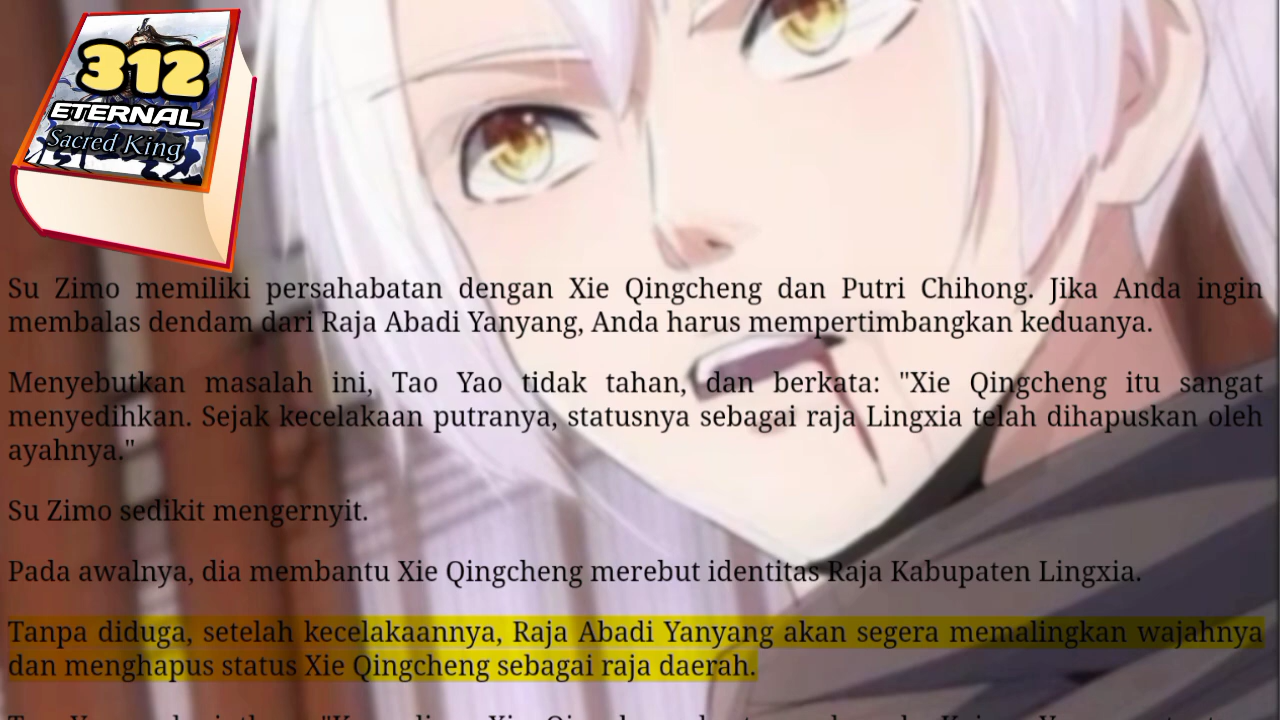 312
ETERNAL
Sacred King
Su Zimo memiliki persahabatan dengan Xie Qingcheng dan Putri Chihong. Jika Anda ingin
membalas dendam dari Raja Abadi Yanyang, Anda harus mempertimbangkan keduanya.
Menyebutkan masalah ini, Tao Yao tidak tahan, dan berkata: "Xie Qingcheng itu sangat
menyedihkan. Sejak kecelakaan putranya, statusnya sebagai raja Lingxia telah dihapuskan oleh
ayahnya."
Su Zimo sedikit mengernyit.
Pada awalnya, dia membantu Xie Qingcheng merebut identitas Raja Kabupaten Lingxia.
Tanpa diduga, setelah kecelakaannya, Raja Abadi Yanyang akan segera memalingkan wajahnya
dan menghapus status Xie Qingcheng sebagai raja daerah.